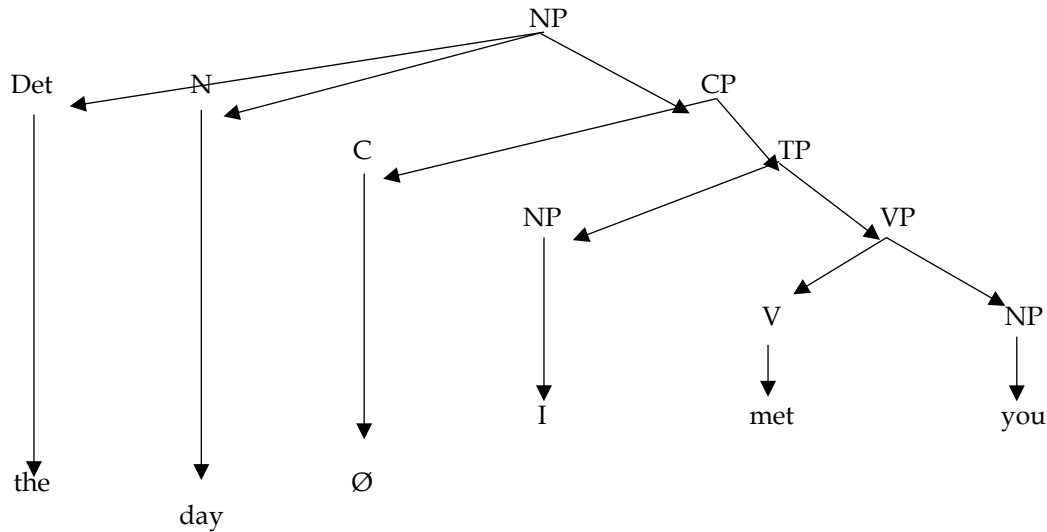 NP
Det N CP
C TP
NP VP
V NP
I met you
the Ø
day